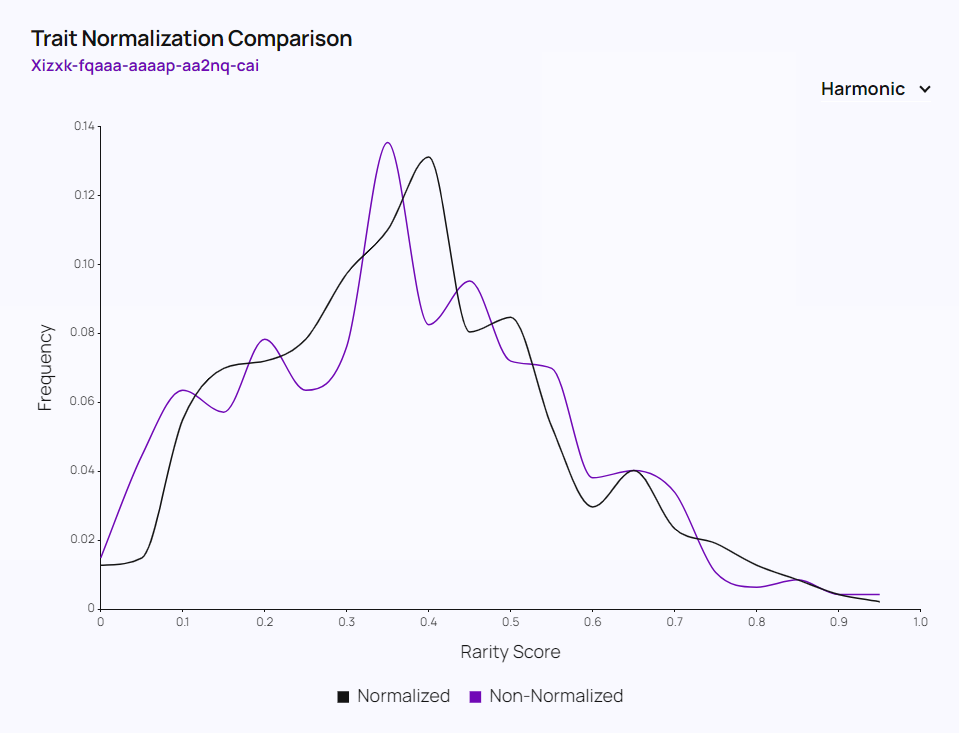 Trait Normalization Comparison
Xizxk-fqaaa-aaaap-aa2nq-cai
Harmonic
0.14
0.12
0.10
0.08
0.06
0.04
0.02
0
Frequency
0 0.1 0.2 0.3 0.4 0.5 0.6 0.7 0.8 0.9 1.0
Rarity Score
Normalized Non-Normalized